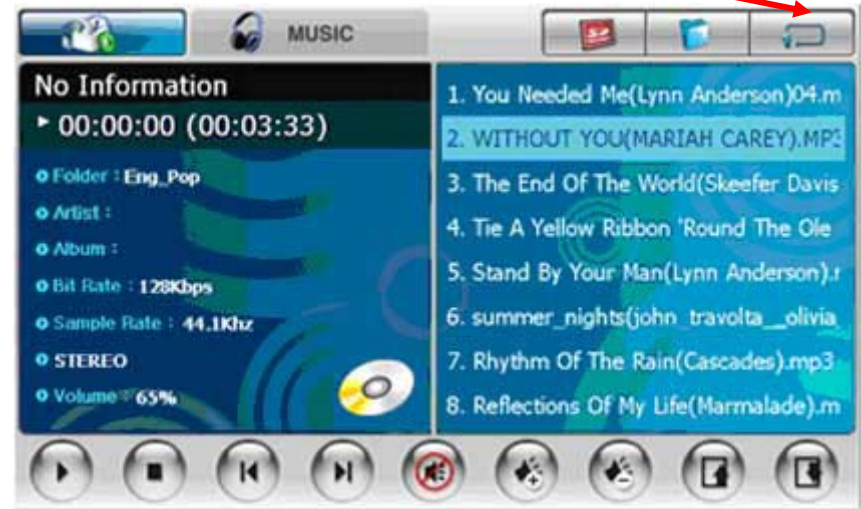 MUSIC
No Information
00:00:00 (00:03:33)
Folder : Eng_Pop
Artist :
Album :
Bit Rate : 128Kbps
Sample Rate : 44.1Khz
STEREO
Volume : 65%
1. You Needed Me(Lynn Anderson)04.m
2. WITHOUT YOU(MARIAH CAREY).MP3
3. The End Of The World(Skeefer Davis
4. Tie A Yellow Ribbon 'Round The Ole
5. Stand By Your Man(Lynn Anderson).r
6. summer_nights(john_travolta__olivia_
7. Rhythm Of The Rain(Cascades).mp3
8. Reflections Of My Life(Marmalade).m